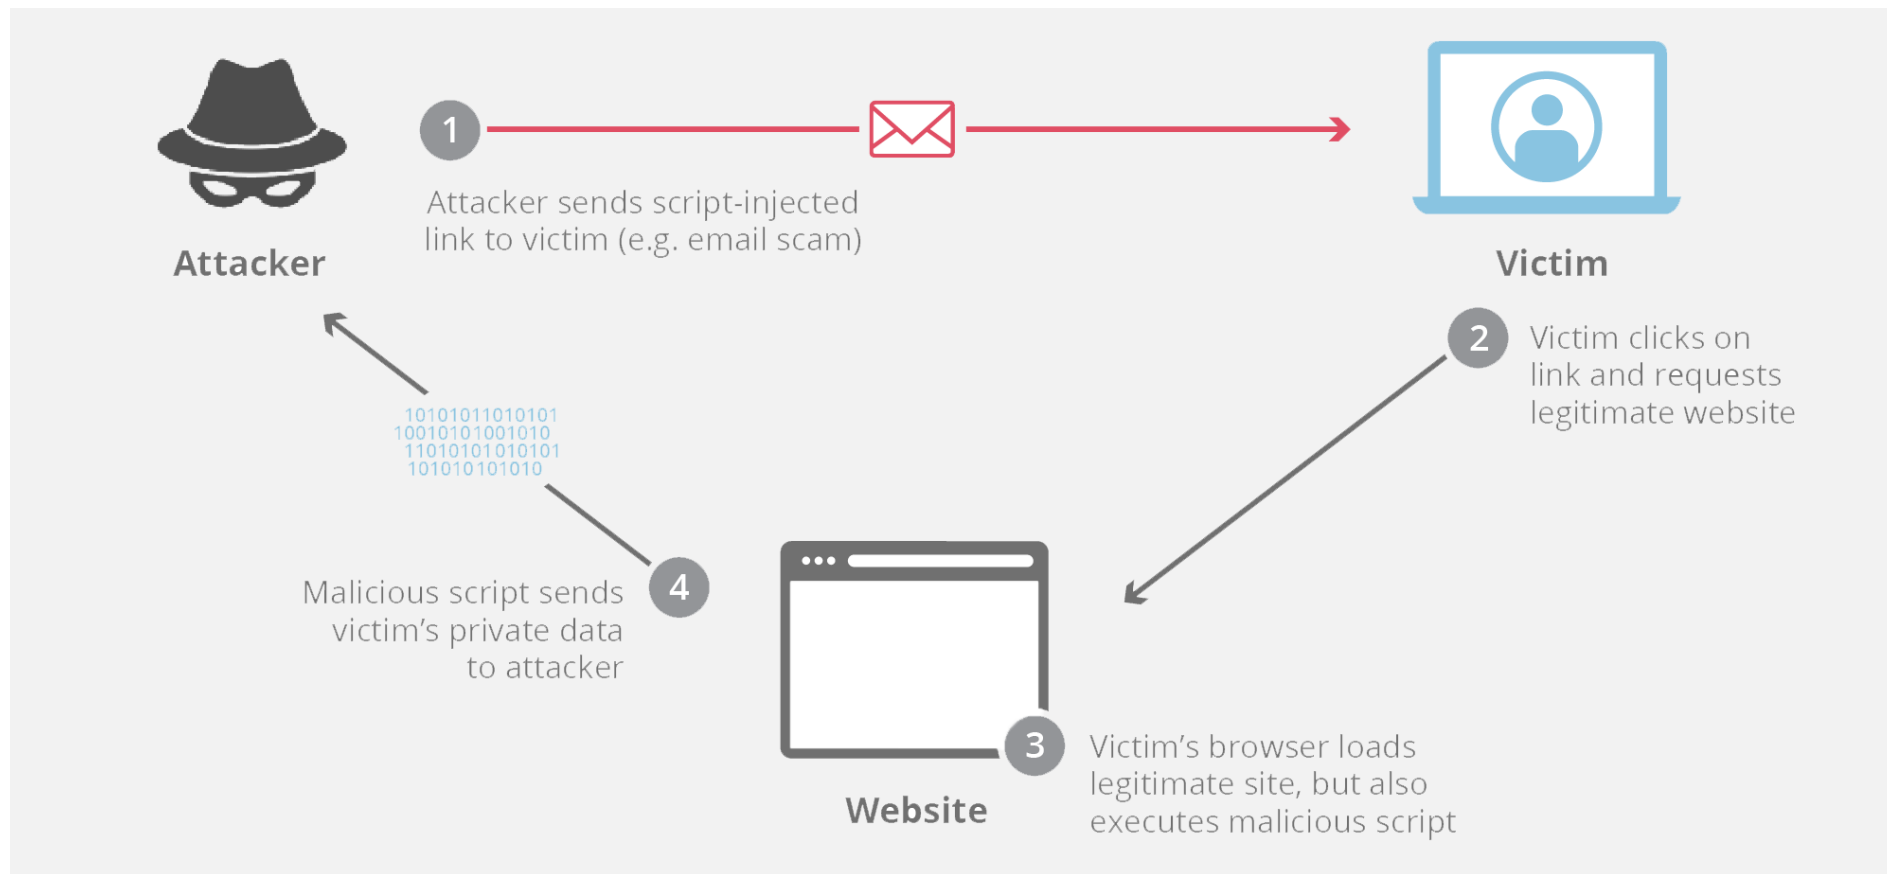 1
Attacker sends script-injected
link to victim (e.g. email scam)
Attacker
Victim
2
Victim clicks on
link and requests
legitimate website
10101011010101
10010101001010
11010101010101
101010101010
4
Malicious script sends
victim’s private data
to attacker
3
Victim’s browser loads
legitimate site, but also
executes malicious script
Website